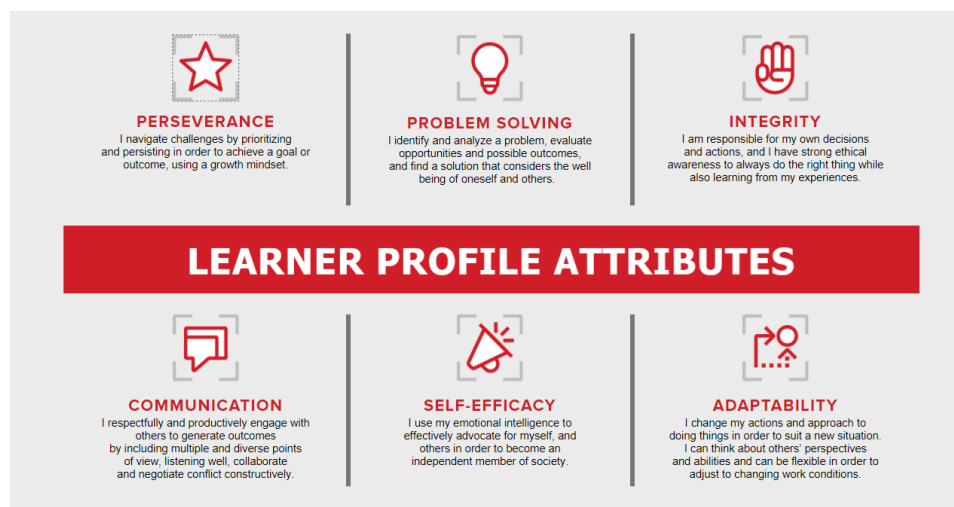 PERSEVERANCE
I navigate challenges by prioritizing
and persisting in order to achieve a goal or
outcome, using a growth mindset.
PROBLEM SOLVING
I identify and analyze a problem, evaluate
opportunities and possible outcomes,
and find a solution that considers the well
being of oneself and others.
INTEGRITY
I am responsible for my own decisions
and actions, and I have strong ethical
awareness to always do the right thing while
also learning from my experiences.
LEARNER PROFILE ATTRIBUTES
COMMUNICATION
I respectfully and productively engage with
others to generate outcomes
by including multiple and diverse points
of view, listening well, collaborate
and negotiate conflict constructively.
SELF-EFFICACY
I use my emotional intelligence to
effectively advocate for myself, and
others in order to become an
independent member of society.
ADAPTABILITY
I change my actions and approach to
doing things in order to suit a new situation.
I can think about others' perspectives
and abilities and can be flexible in order to
adjust to changing work conditions.